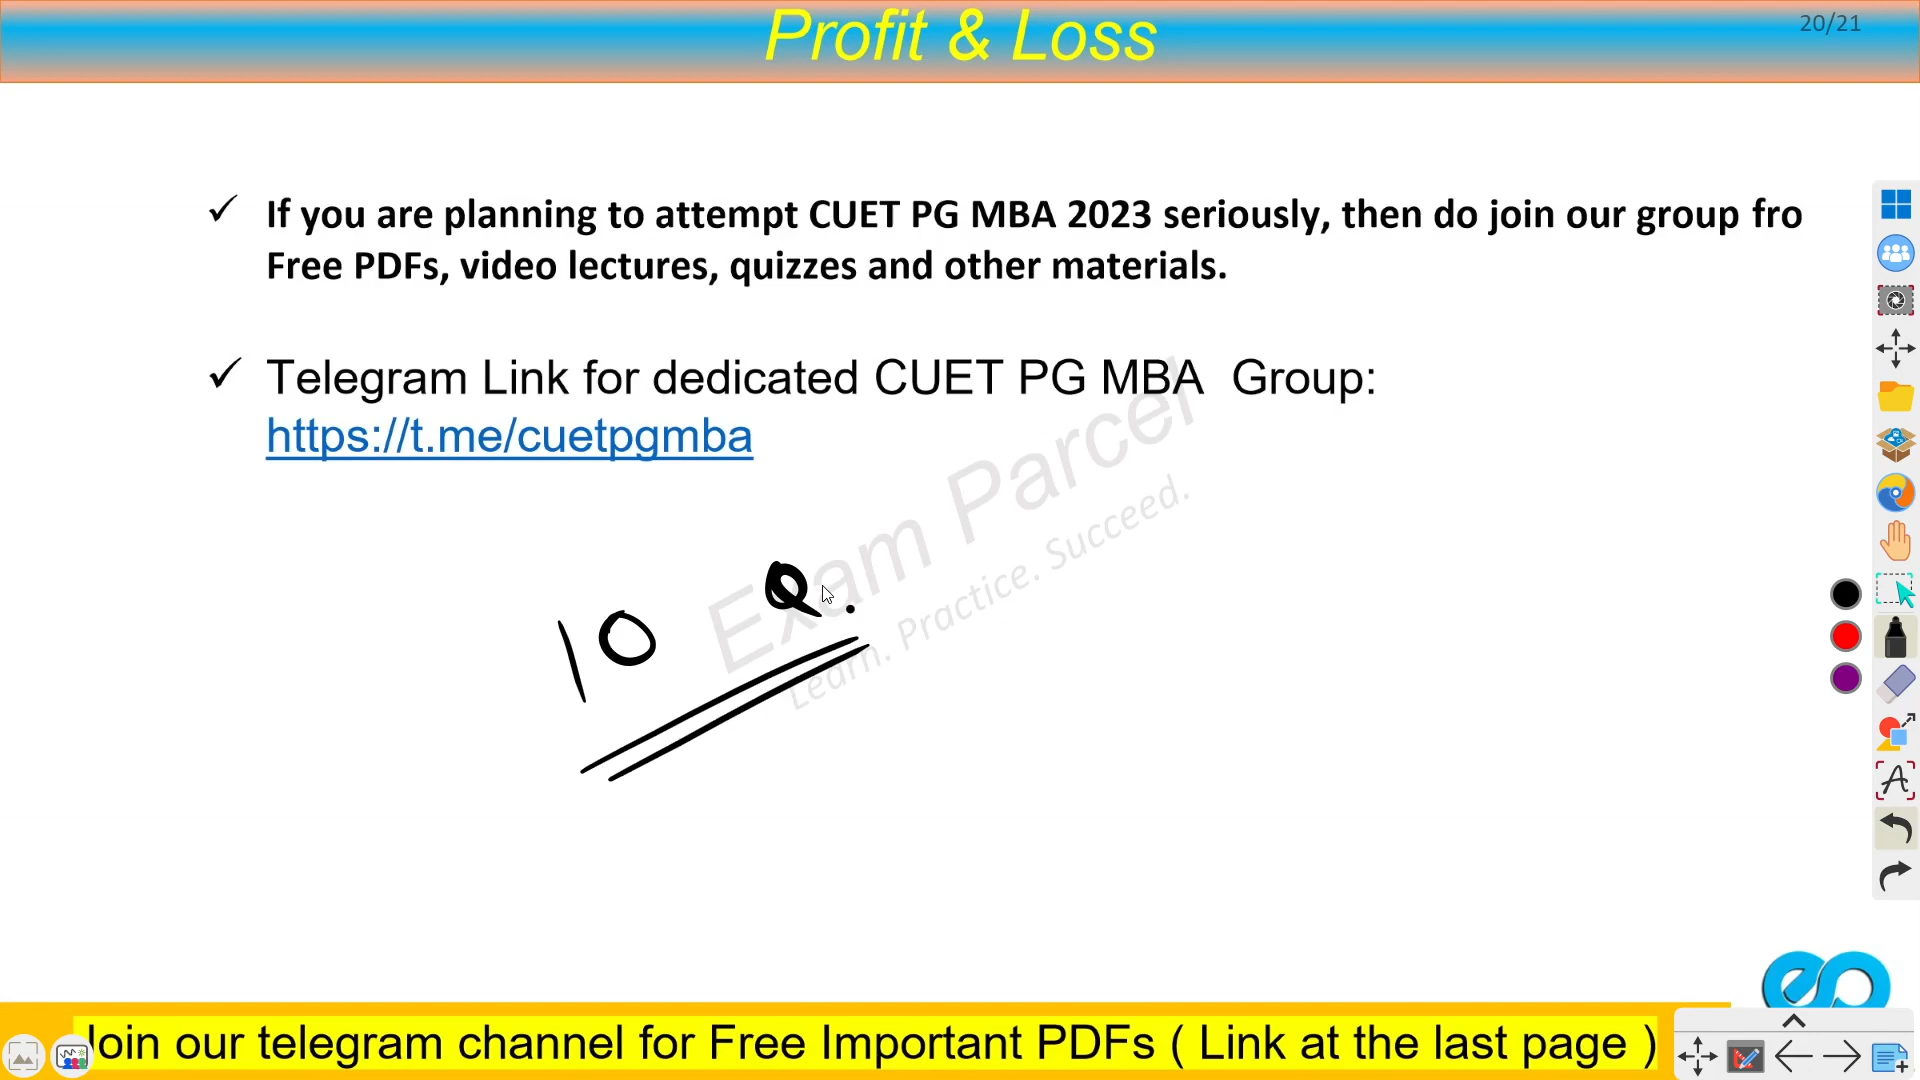 Profit & Loss
20/21
✓ If you are planning to attempt CUET PG MBA 2023 seriously, then do join our group fro
Free PDFs, video lectures, quizzes and other materials.
✓ Telegram Link for dedicated CUET PG MBA Group:
https://t.me/cuetpgmba
Exam Parcel
Learn. Practice. Succeed.
10 Q.
ep
Join our telegram channel for Free Important PDFs ( Link at the last page )